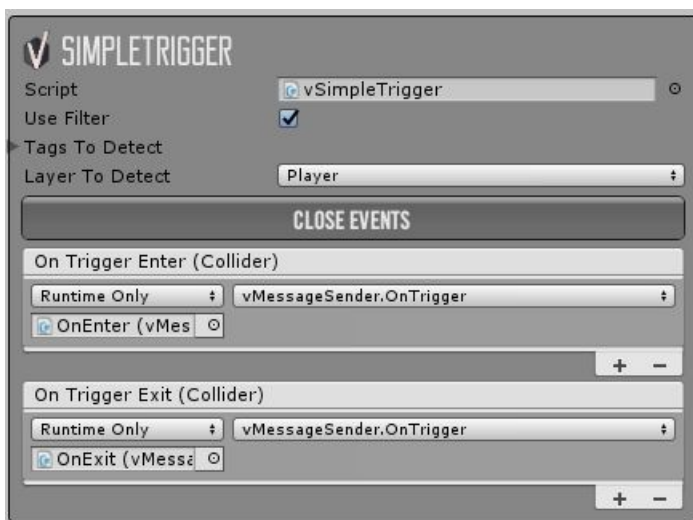 SIMPLETRIGGER
Script vSimpleTrigger
Use Filter
Tags To Detect
Layer To Detect Player
CLOSE EVENTS
On Trigger Enter (Collider)
Runtime Only vMessageSender.OnTrigger
OnEnter (vMes
+ −
On Trigger Exit (Collider)
Runtime Only vMessageSender.OnTrigger
OnExit (vMessa
+ −